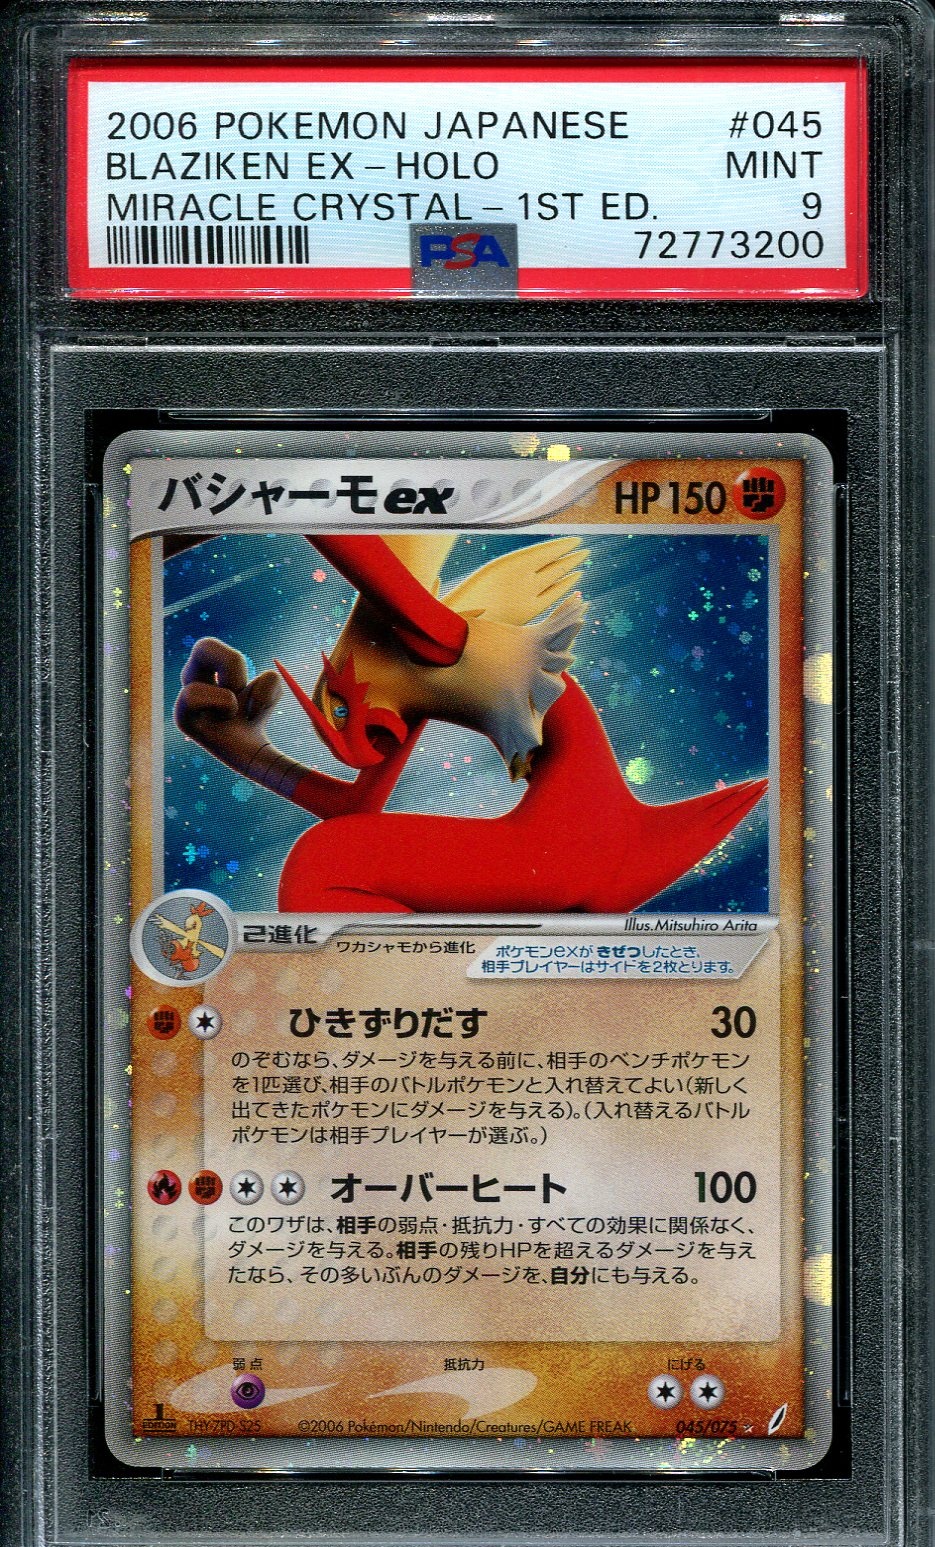 2006 POKEMON JAPANESE #045
BLAZIKEN EX - HOLO MINT
MIRACLE CRYSTAL - 1ST ED. 9
PSA 72773200
バシャーモex HP150
Illus.Mitsuhiro Arita
2進化 ワカシャモから進化
ポケモンexが きぜつしたとき、
相手プレイヤーはサイドを2枚とります。
ひきずりだす 30
のぞむなら、ダメージを与える前に、相手のベンチポケモン
を1匹選び、相手のバトルポケモンと入れ替えてよい(新しく
出てきたポケモンにダメージを与える)。(入れ替えるバトル
ポケモンは相手プレイヤーが選ぶ。)
オーバーヒート 100
このワザは、相手の弱点・抵抗力・すべての効果に関係なく、
ダメージを与える。相手の残りHPを超えるダメージを与え
たなら、その多いぶんのダメージを、自分にも与える。
弱点 抵抗力 にげる
1 EDITION THY-7PD-S25 ©2006 Pokémon/Nintendo/Creatures/GAME FREAK. 045/075